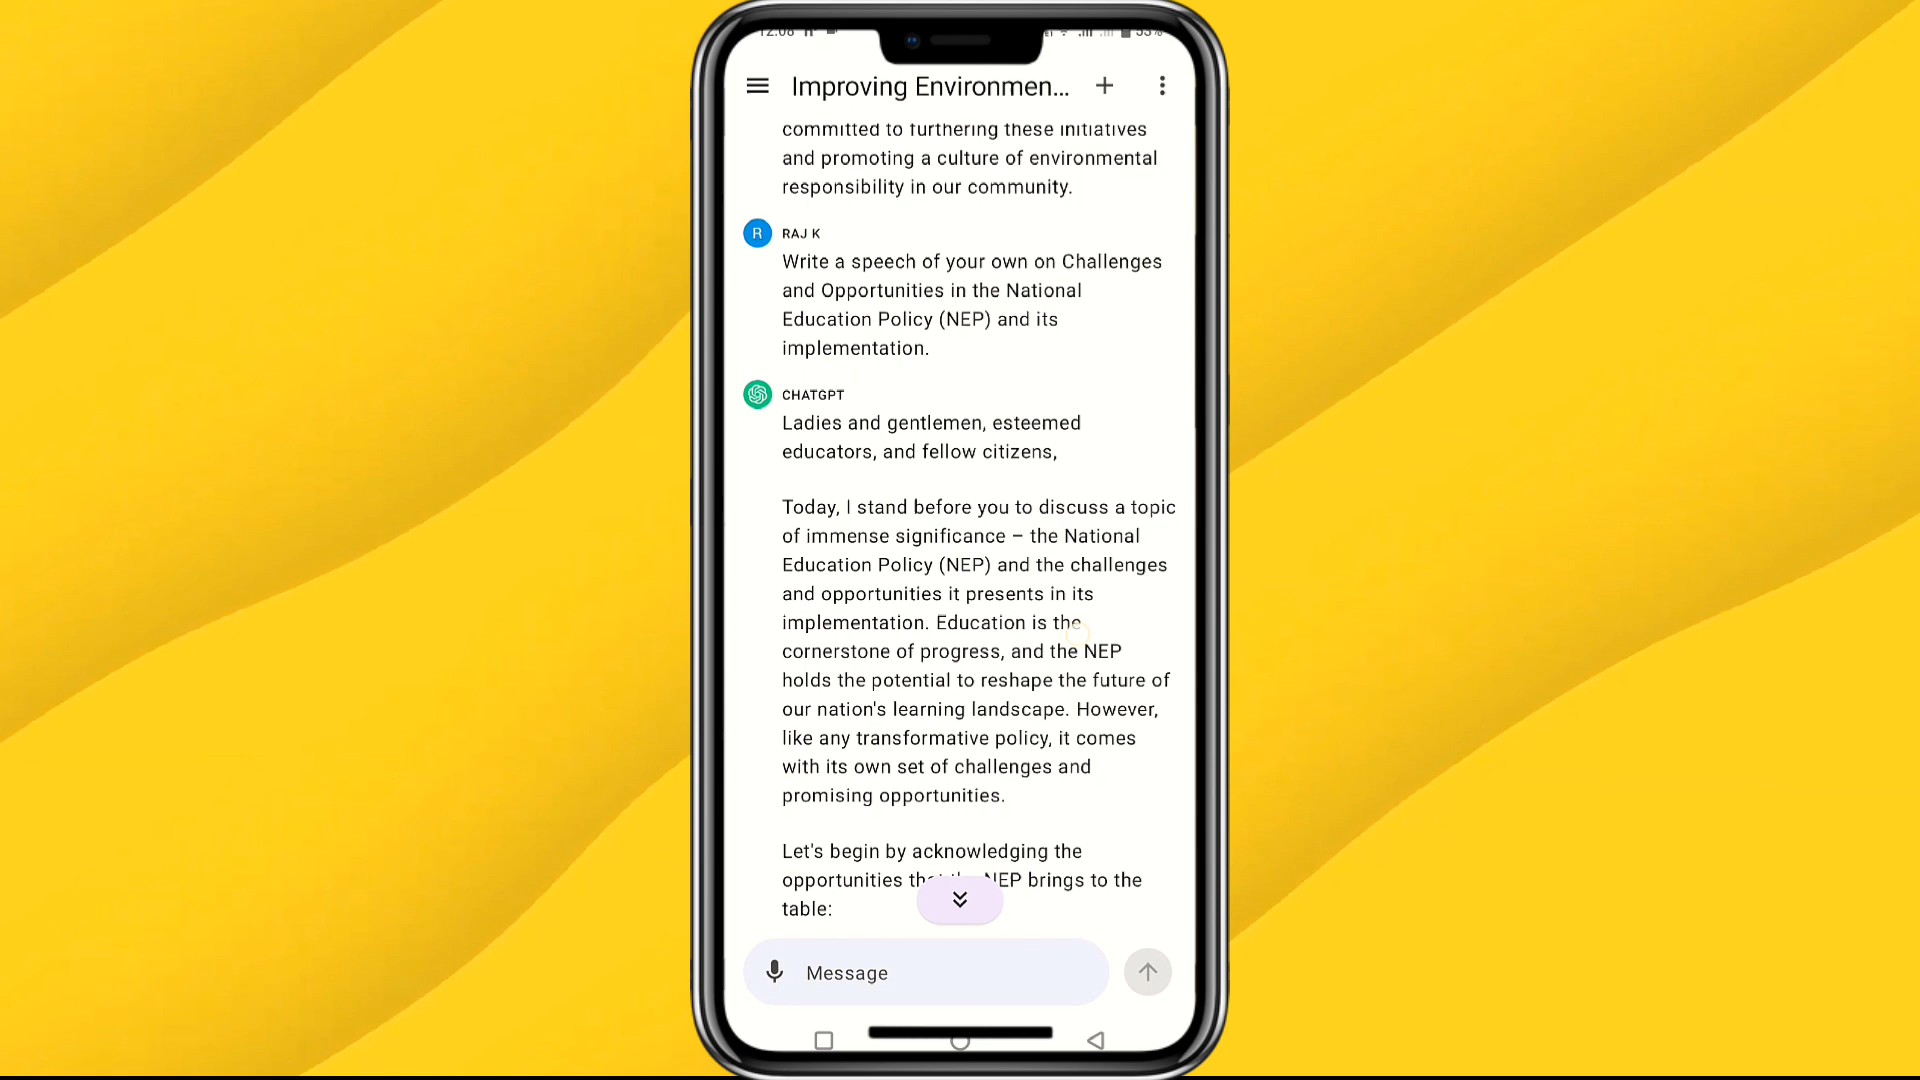 12:08
53%
Improving Environmen...
committed to furthering these initiatives
and promoting a culture of environmental
responsibility in our community.
R RAJ K
Write a speech of your own on Challenges
and Opportunities in the National
Education Policy (NEP) and its
implementation.
CHATGPT
Ladies and gentlemen, esteemed
educators, and fellow citizens,
Today, I stand before you to discuss a topic
of immense significance – the National
Education Policy (NEP) and the challenges
and opportunities it presents in its
implementation. Education is the
cornerstone of progress, and the NEP
holds the potential to reshape the future of
our nation's learning landscape. However,
like any transformative policy, it comes
with its own set of challenges and
promising opportunities.
Let's begin by acknowledging the
opportunities that the NEP brings to the
table:
Message